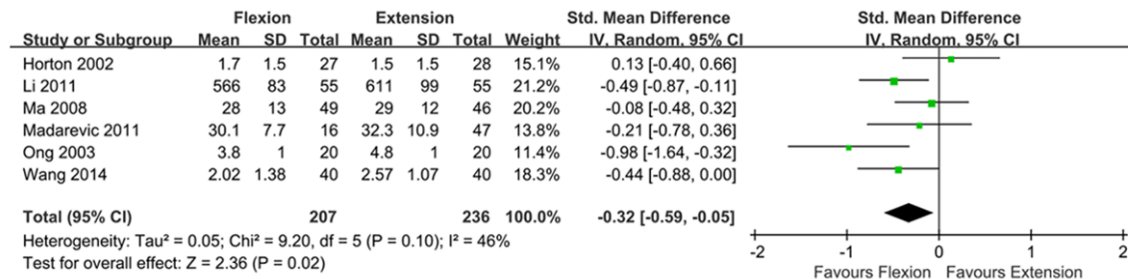 Flexion Extension Std. Mean Difference Std. Mean Difference
Study or Subgroup Mean SD Total Mean SD Total Weight IV, Random, 95% CI IV, Random, 95% CI
Horton 2002 1.7 1.5 27 1.5 1.5 28 15.1% 0.13 [-0.40, 0.66]
Li 2011 566 83 55 611 99 55 21.2% -0.49 [-0.87, -0.11]
Ma 2008 28 13 49 29 12 46 20.2% -0.08 [-0.48, 0.32]
Madarevic 2011 30.1 7.7 16 32.3 10.9 47 13.8% -0.21 [-0.78, 0.36]
Ong 2003 3.8 1 20 4.8 1 20 11.4% -0.98 [-1.64, -0.32]
Wang 2014 2.02 1.38 40 2.57 1.07 40 18.3% -0.44 [-0.88, 0.00]
Total (95% CI) 207 236 100.0% -0.32 [-0.59, -0.05]
Heterogeneity: Tau² = 0.05; Chi² = 9.20, df = 5 (P = 0.10); I² = 46%
Test for overall effect: Z = 2.36 (P = 0.02)
-2 -1 0 1 2
Favours Flexion Favours Extension